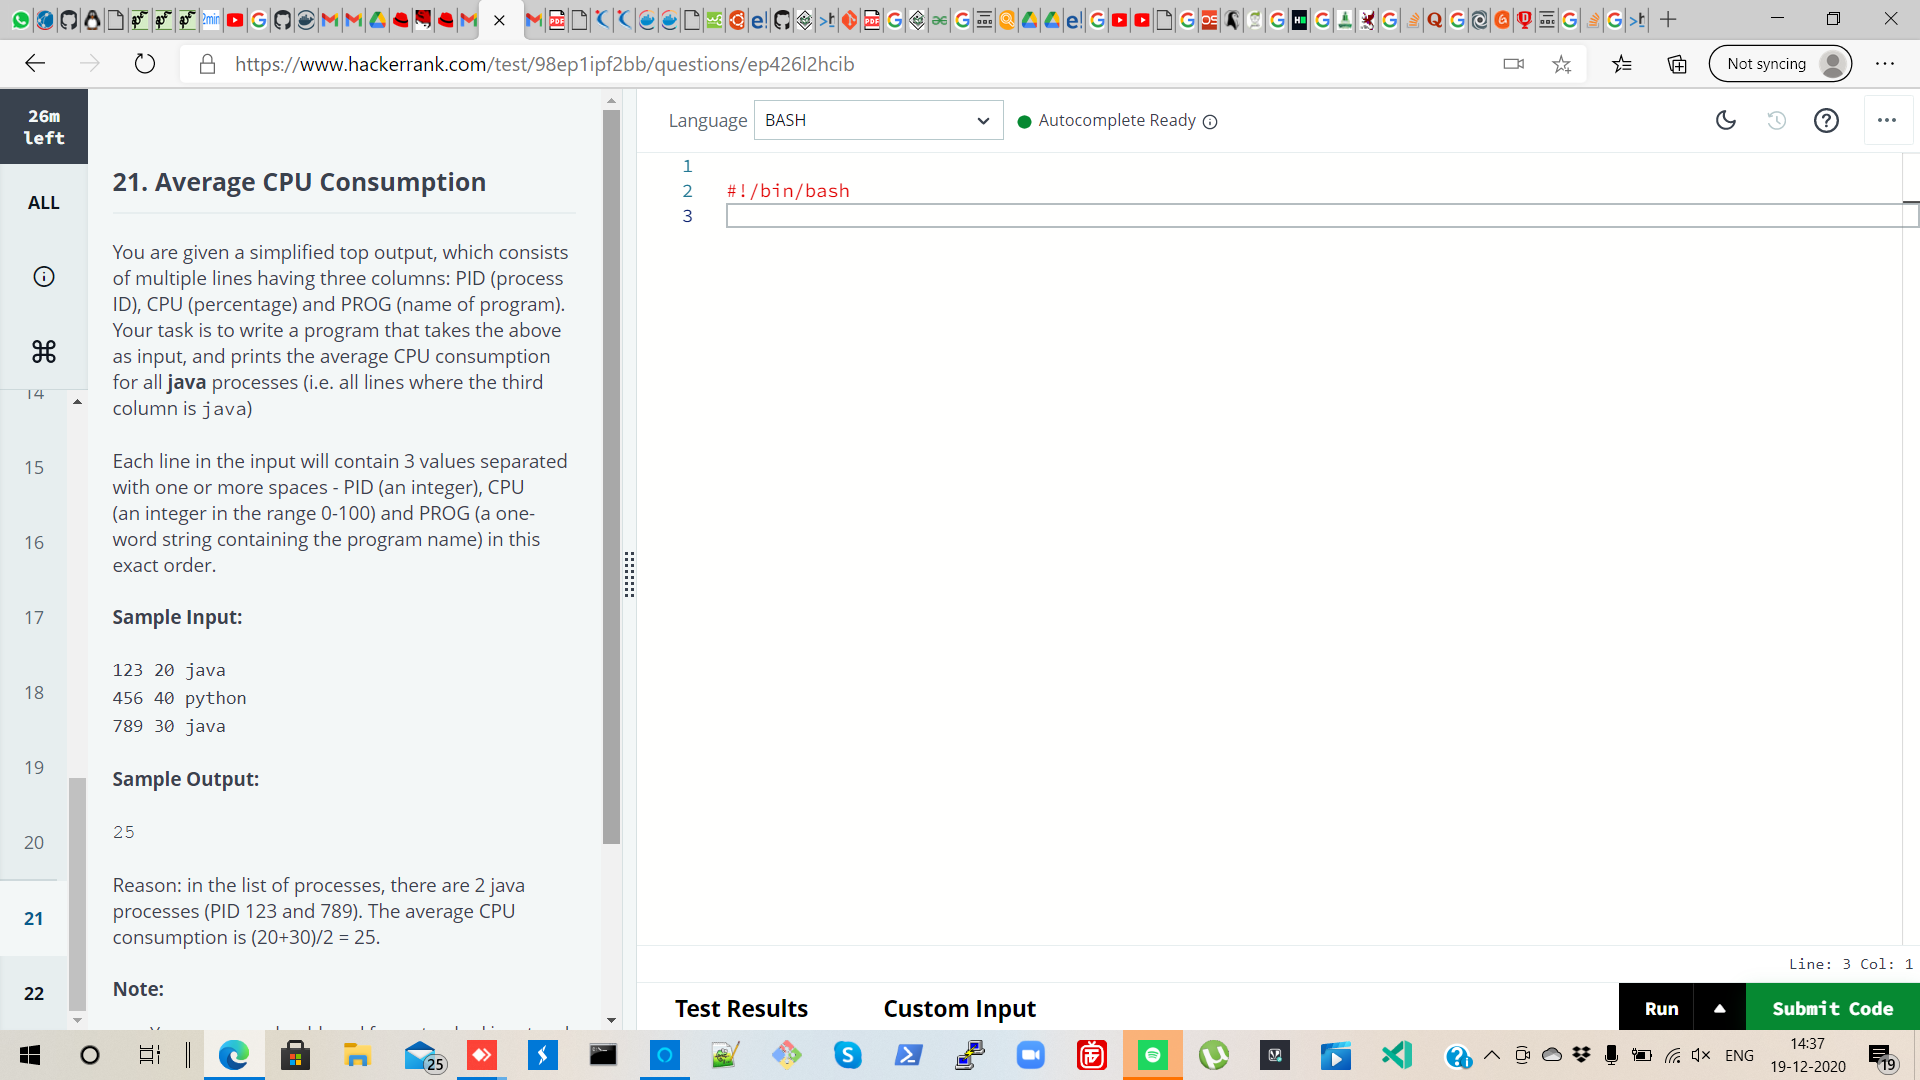 https://www.hackerrank.com/test/98ep1ipf2bb/questions/ep426l2hcib
Not syncing
26m
left
ALL
14
15
16
17
18
19
20
21
22
21. Average CPU Consumption
You are given a simplified top output, which consists
of multiple lines having three columns: PID (process
ID), CPU (percentage) and PROG (name of program).
Your task is to write a program that takes the above
as input, and prints the average CPU consumption
for all java processes (i.e. all lines where the third
column is java)
Each line in the input will contain 3 values separated
with one or more spaces - PID (an integer), CPU
(an integer in the range 0-100) and PROG (a one-
word string containing the program name) in this
exact order.
Sample Input:
123 20 java
456 40 python
789 30 java
Sample Output:
25
Reason: in the list of processes, there are 2 java
processes (PID 123 and 789). The average CPU
consumption is (20+30)/2 = 25.
Note:
Language BASH Autocomplete Ready
1
2 #!/bin/bash
3
Line: 3 Col: 1
Test Results Custom Input Run Submit Code
25
ENG
14:37
19-12-2020
19